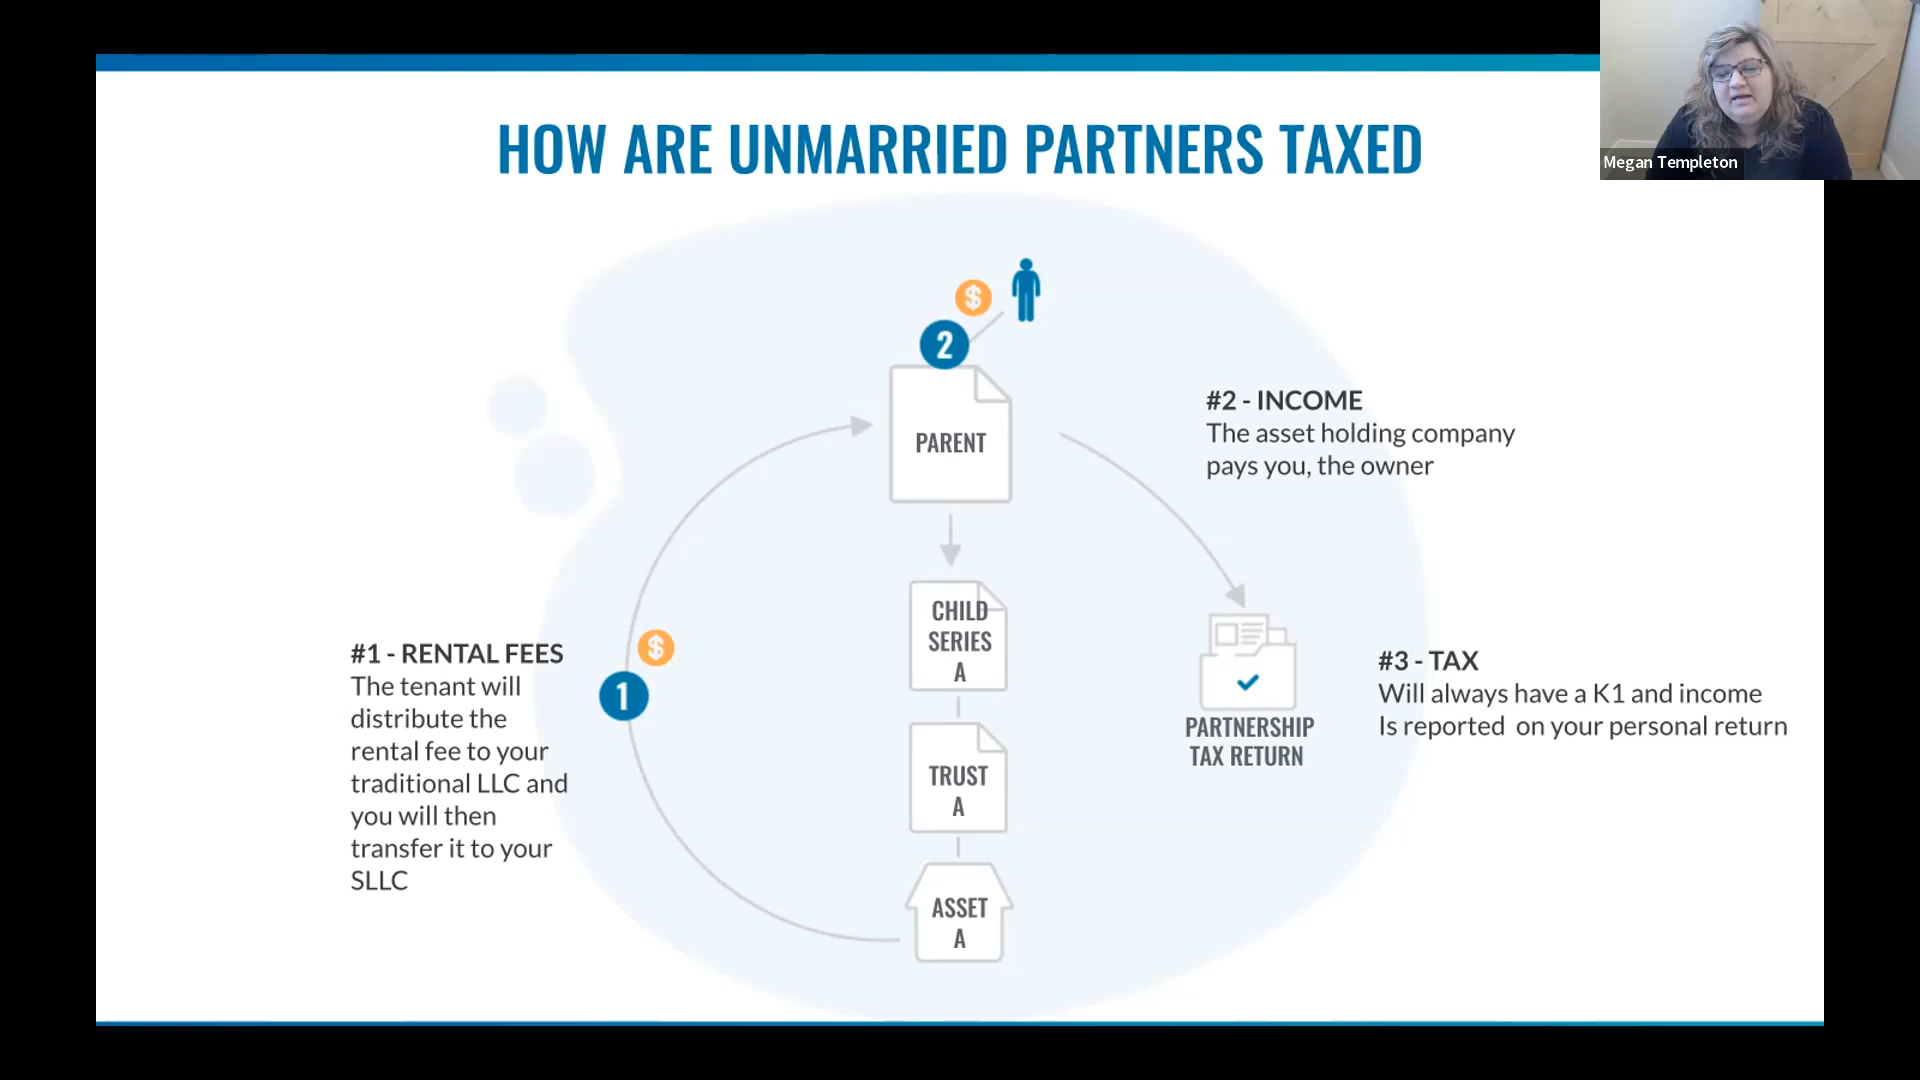 Megan Templeton
HOW ARE UNMARRIED PARTNERS TAXED
$
2
PARENT
#2 - INCOME
The asset holding company
pays you, the owner
CHILD
SERIES
A
#1 - RENTAL FEES
The tenant will
distribute the
rental fee to your
traditional LLC and
you will then
transfer it to your
SLLC
$
1
TRUST
A
ASSET
A
PARTNERSHIP
TAX RETURN
#3 - TAX
Will always have a K1 and income
Is reported  on your personal return